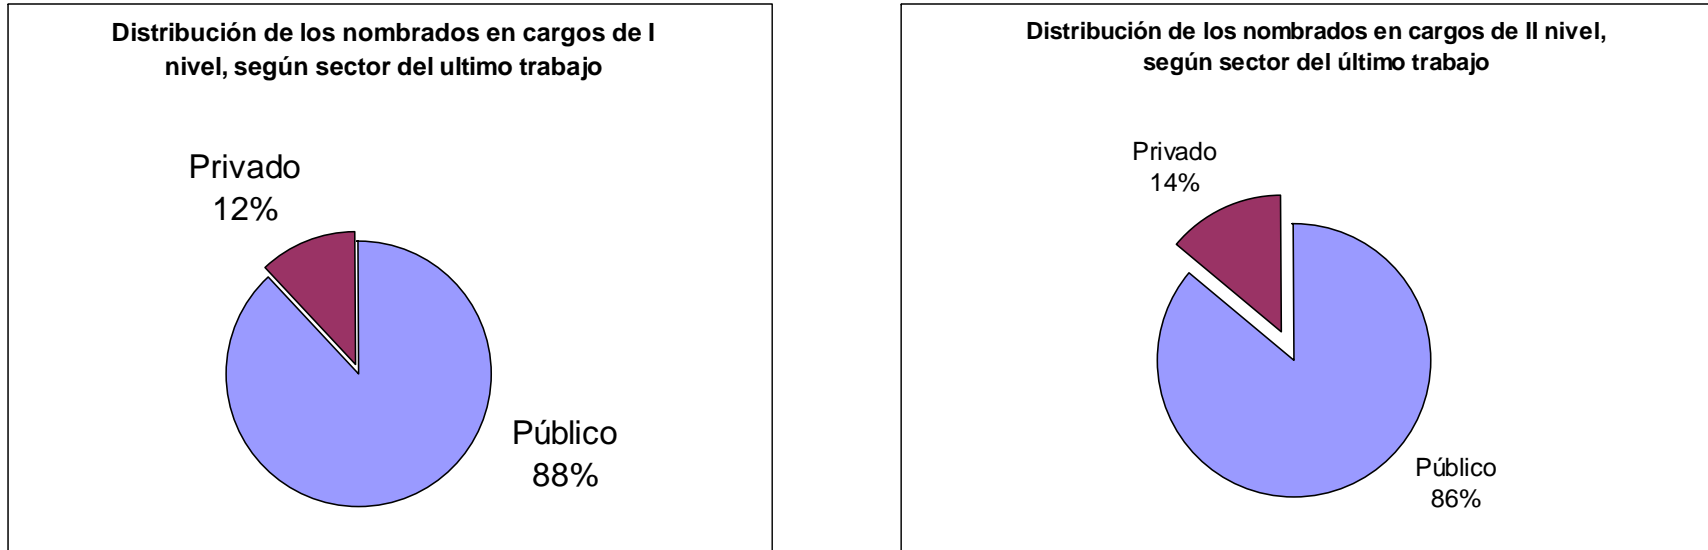 Distribución de los nombrados en cargos de I
nivel, según sector del ultimo trabajo
Privado
12%
Público
88%
Distribución de los nombrados en cargos de II nivel,
según sector del último trabajo
Privado
14%
Público
86%